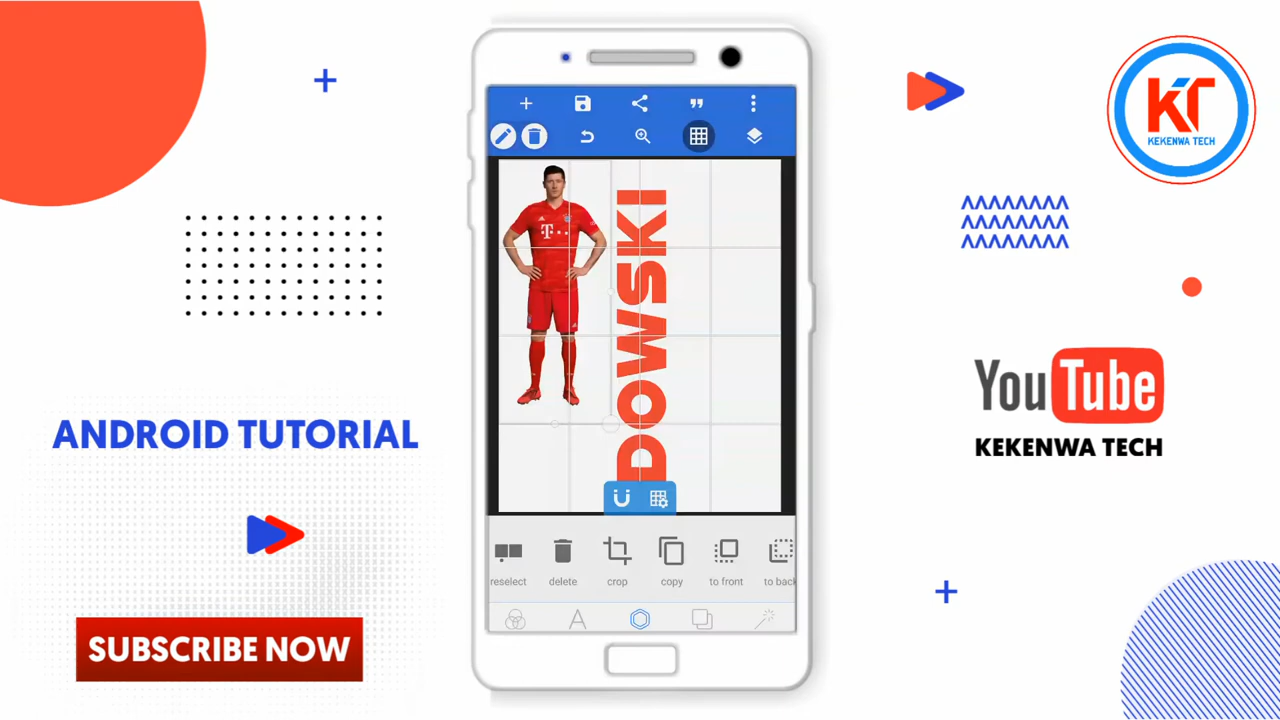 KT
KEKENWA TECH
T
DOWSKI
YouTube
KEKENWA TECH
ANDROID TUTORIAL
SUBSCRIBE NOW
reselect
delete
crop
copy
to front
to back
A